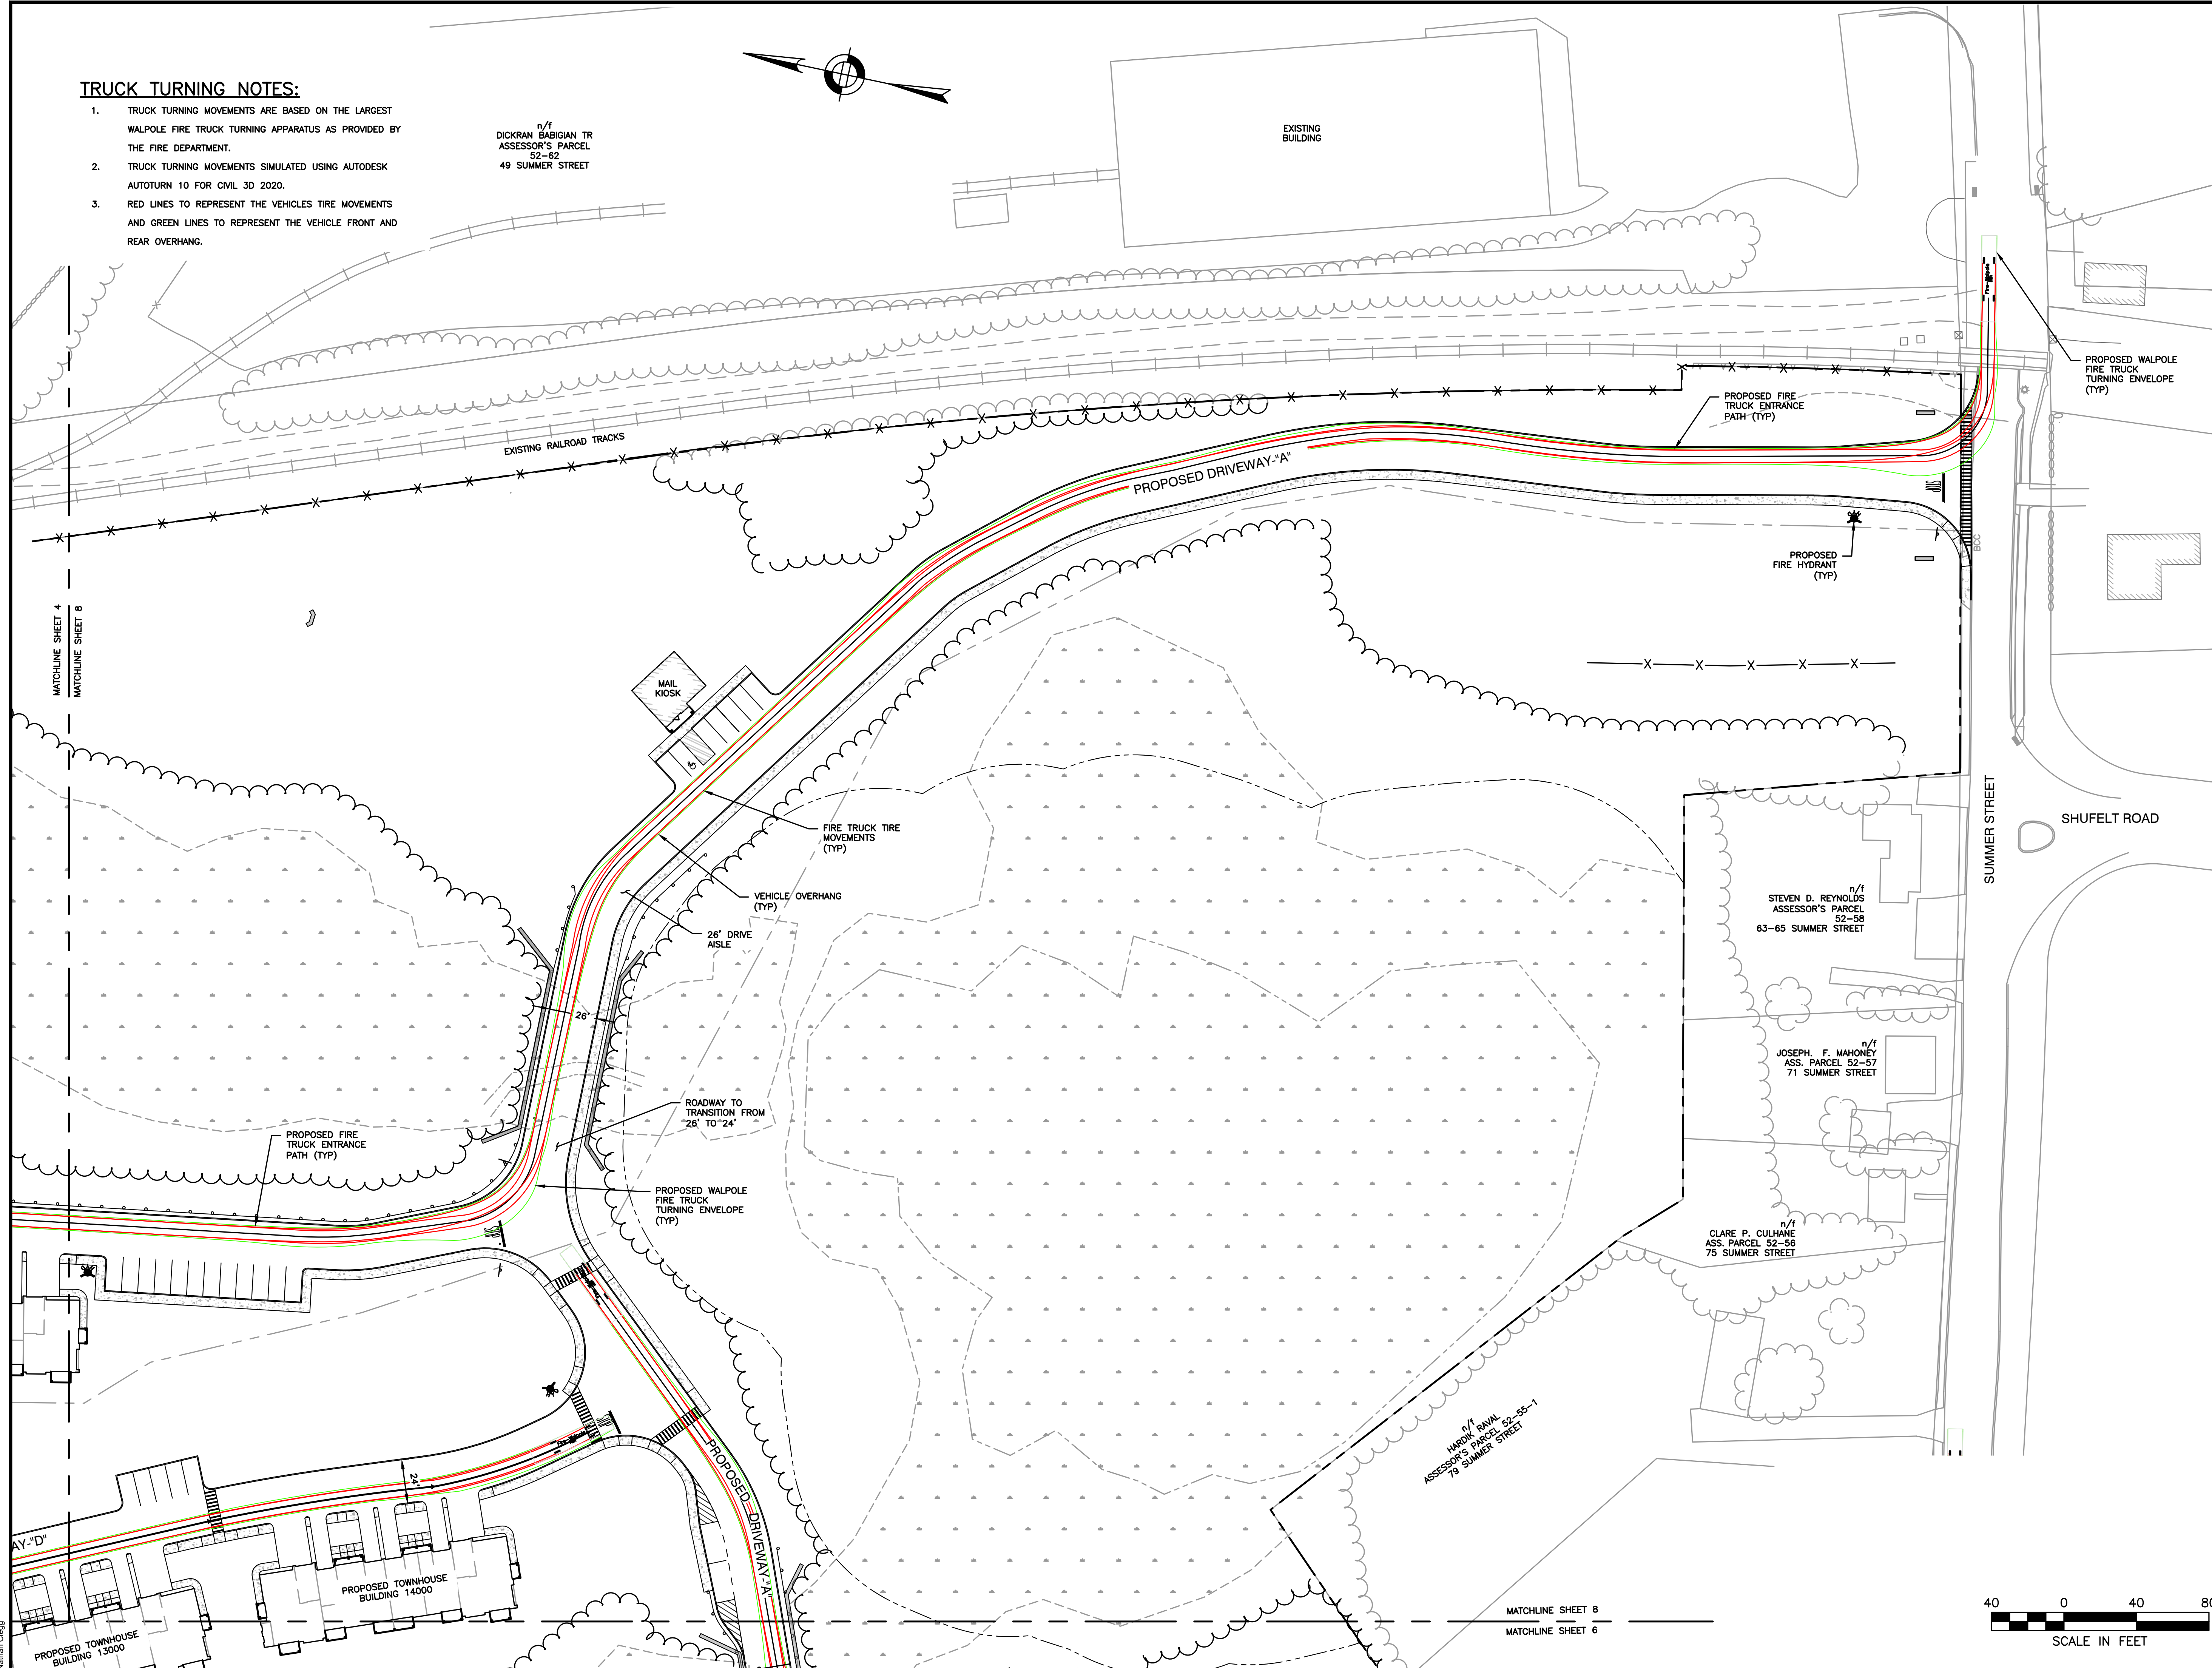 TRUCK TURNING NOTES:
1. TRUCK TURNING MOVEMENTS ARE BASED ON THE LARGEST
WALPOLE FIRE TRUCK TURNING APPARATUS AS PROVIDED BY
THE FIRE DEPARTMENT.
2. TRUCK TURNING MOVEMENTS SIMULATED USING AUTODESK
AUTOTURN 10 FOR CIVIL 3D 2020.
3. RED LINES TO REPRESENT THE VEHICLES TIRE MOVEMENTS
AND GREEN LINES TO REPRESENT THE VEHICLE FRONT AND
REAR OVERHANG.
n/f
DICKRAN BABIGIAN TR
ASSESSOR'S PARCEL
52-62
49 SUMMER STREET
EXISTING
BUILDING
PROPOSED WALPOLE
FIRE TRUCK
TURNING ENVELOPE
(TYP)
PROPOSED FIRE
TRUCK ENTRANCE
PATH (TYP)
EXISTING RAILROAD TRACKS
PROPOSED DRIVEWAY-"A"
STOP
BCC
PROPOSED
FIRE HYDRANT
(TYP)
MATCHLINE SHEET 4
MATCHLINE SHEET 8
MAIL
KIOSK
FIRE TRUCK TIRE
MOVEMENTS
(TYP)
VEHICLE OVERHANG
(TYP)
26' DRIVE
AISLE
26'
SUMMER STREET
SHUFELT ROAD
n/f
STEVEN D. REYNOLDS
ASSESSOR'S PARCEL
52-58
63-65 SUMMER STREET
n/f
JOSEPH. F. MAHONEY
ASS. PARCEL 52-57
71 SUMMER STREET
ROADWAY TO
TRANSITION FROM
26' TO 24'
PROPOSED FIRE
TRUCK ENTRANCE
PATH (TYP)
PROPOSED WALPOLE
FIRE TRUCK
TURNING ENVELOPE
(TYP)
STOP
n/f
CLARE P. CULHANE
ASS. PARCEL 52-56
75 SUMMER STREET
n/f
HARDIK RAVAL
ASSESSOR'S PARCEL 52-55-1
79 SUMMER STREET
STOP
24'
PROPOSED DRIVEWAY-"A"
AY-"D"
PROPOSED TOWNHOUSE
BUILDING 14000
PROPOSED TOWNHOUSE
BUILDING 13000
MATCHLINE SHEET 8
MATCHLINE SHEET 6
40 0 40 80
SCALE IN FEET
Nathan Clegg